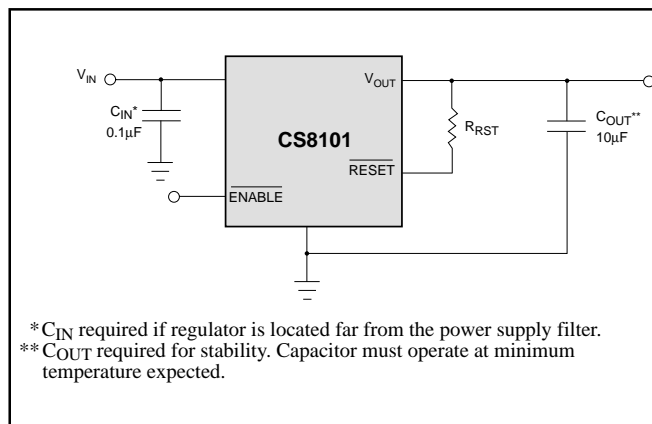 V_IN
C_IN*
0.1µF
ENABLE
CS8101
V_OUT
RESET
R_RST
C_OUT**
10µF
*C_IN required if regulator is located far from the power supply filter.
**C_OUT required for stability. Capacitor must operate at minimum
temperature expected.